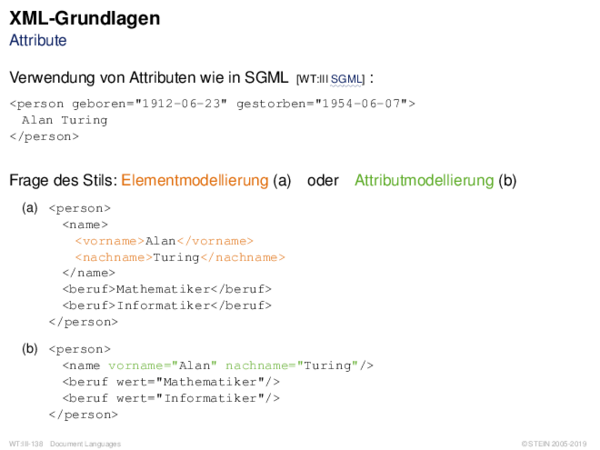 XML-Grundlagen
Attribute
Verwendung von Attributen wie in SGML [WT:III SGML] :
<person geboren="1912-06-23" gestorben="1954-06-07">
Alan Turing
</person>
Frage des Stils: Elementmodellierung (a) oder Attributmodellierung (b)
(a) <person>
<name>
<vorname>Alan</vorname>
<nachname>Turing</nachname>
</name>
<beruf>Mathematiker</beruf>
<beruf>Informatiker</beruf>
</person>
(b) <person>
<name vorname="Alan" nachname="Turing"/>
<beruf wert="Mathematiker"/>
<beruf wert="Informatiker"/>
</person>
WT:III-138 Document Languages © STEIN 2005-2019